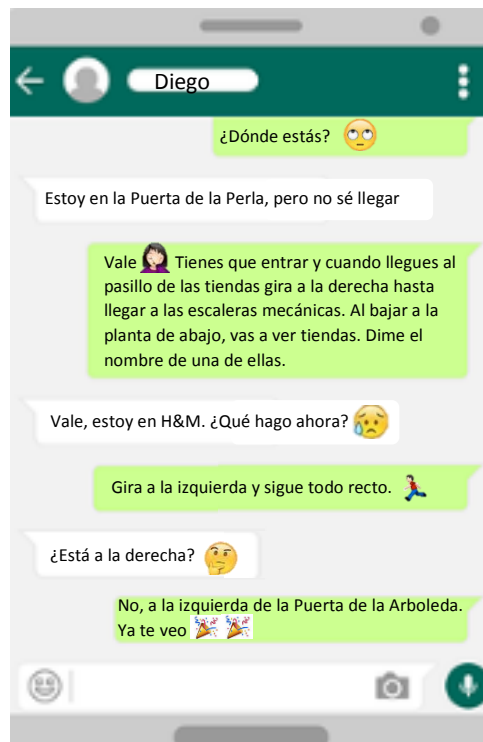 Diego
¿Dónde estás?
Estoy en la Puerta de la Perla, pero no sé llegar
Vale Tienes que entrar y cuando llegues al
pasillo de las tiendas gira a la derecha hasta
llegar a las escaleras mecánicas. Al bajar a la
planta de abajo, vas a ver tiendas. Dime el
nombre de una de ellas.
Vale, estoy en H&M. ¿Qué hago ahora?
Gira a la izquierda y sigue todo recto.
¿Está a la derecha?
No, a la izquierda de la Puerta de la Arboleda.
Ya te veo